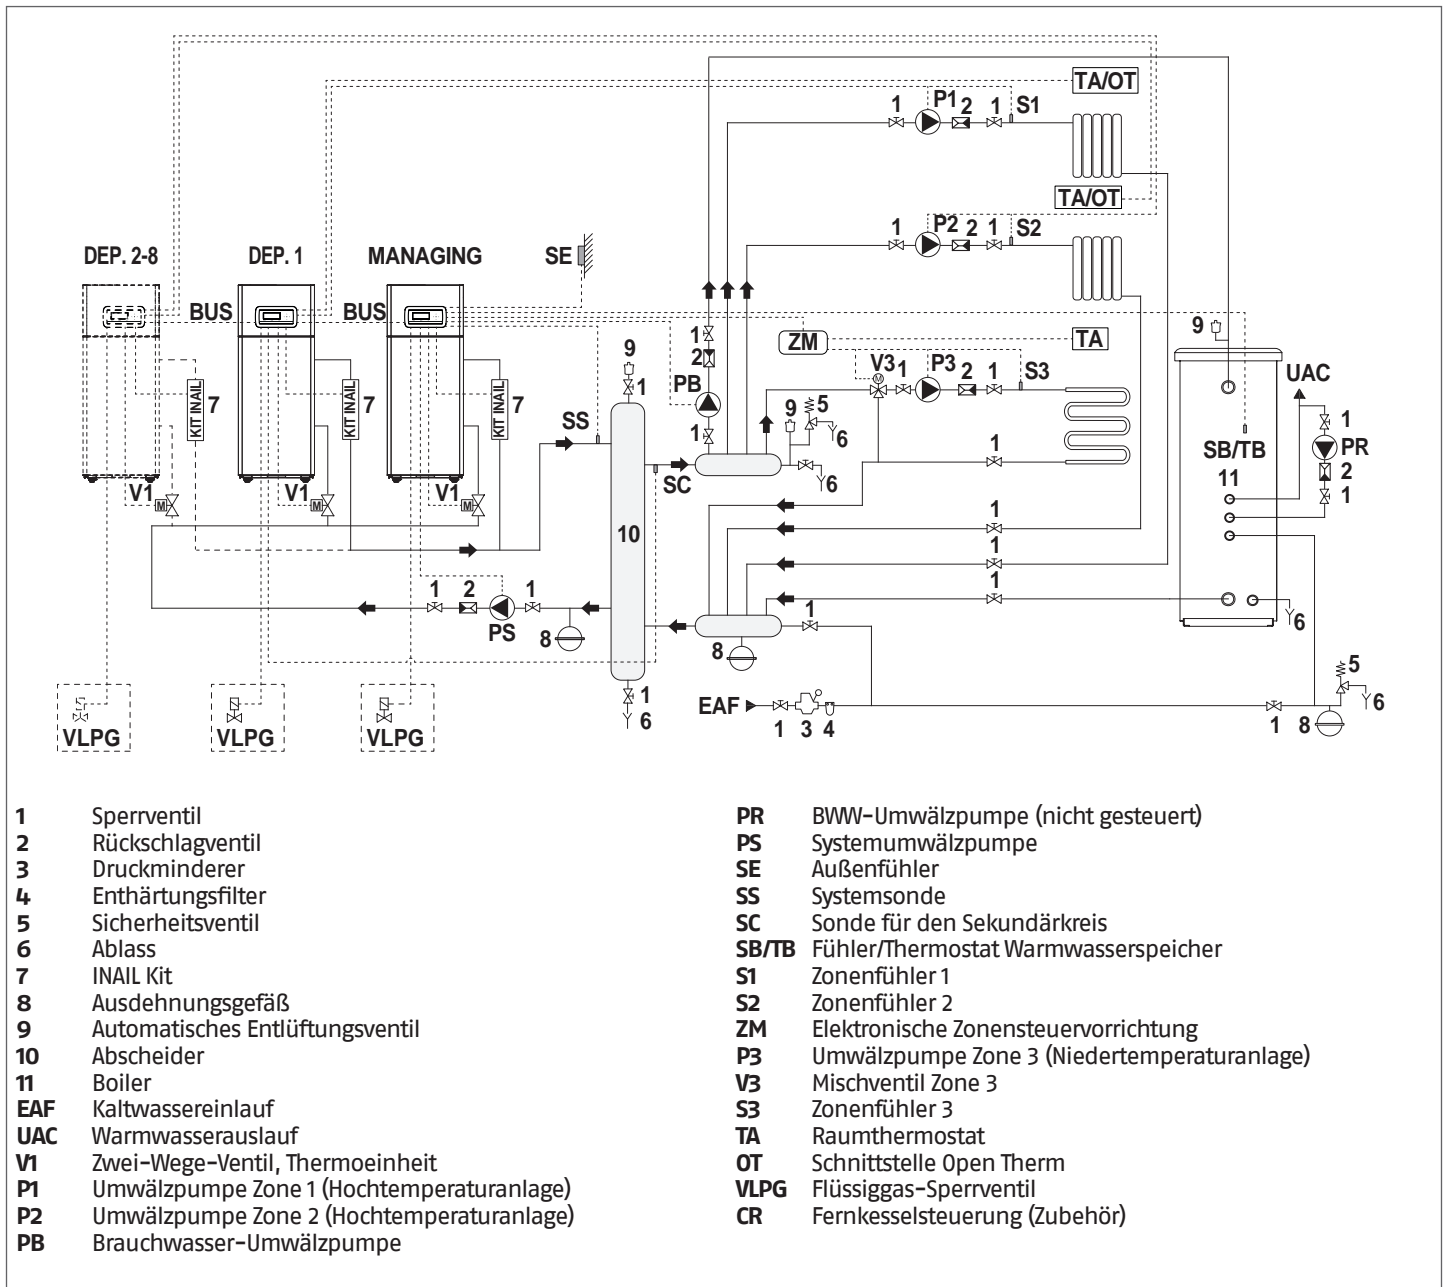 TA/OT
1 P1 2 1 S1
TA/OT
1 P2 2 1 S2
DEP. 2-8 DEP. 1 MANAGING SE
BUS BUS
ZM TA
9
1
2
9
1
PB
V3 1 P3 2 1 S3
UAC
KIT INAIL 7 KIT INAIL 7 KIT INAIL 7
SS
9 5
6
1
1
SB/TB
11
1
PR
2
1
SC
6
V1 V1 V1
M M M
M
10
1
1
1
1 2 1
PS
8
1
8
6
5
6
1
6
EAF
1 3 4
1 8
VLPG VLPG VLPG
1 Sperrventil
2 Rückschlagventil
3 Druckminderer
4 Enthärtungsfilter
5 Sicherheitsventil
6 Ablass
7 INAIL Kit
8 Ausdehnungsgefäß
9 Automatisches Entlüftungsventil
10 Abscheider
11 Boiler
EAF Kaltwassereinlauf
UAC Warmwasserauslauf
V1 Zwei-Wege-Ventil, Thermoeinheit
P1 Umwälzpumpe Zone 1 (Hochtemperaturanlage)
P2 Umwälzpumpe Zone 2 (Hochtemperaturanlage)
PB Brauchwasser-Umwälzpumpe
PR BWW-Umwälzpumpe (nicht gesteuert)
PS Systemumwälzpumpe
SE Außenfühler
SS Systemsonde
SC Sonde für den Sekundärkreis
SB/TB Fühler/Thermostat Warmwasserspeicher
S1 Zonenfühler 1
S2 Zonenfühler 2
ZM Elektronische Zonensteuervorrichtung
P3 Umwälzpumpe Zone 3 (Niedertemperaturanlage)
V3 Mischventil Zone 3
S3 Zonenfühler 3
TA Raumthermostat
OT Schnittstelle Open Therm
VLPG Flüssiggas-Sperrventil
CR Fernkesselsteuerung (Zubehör)